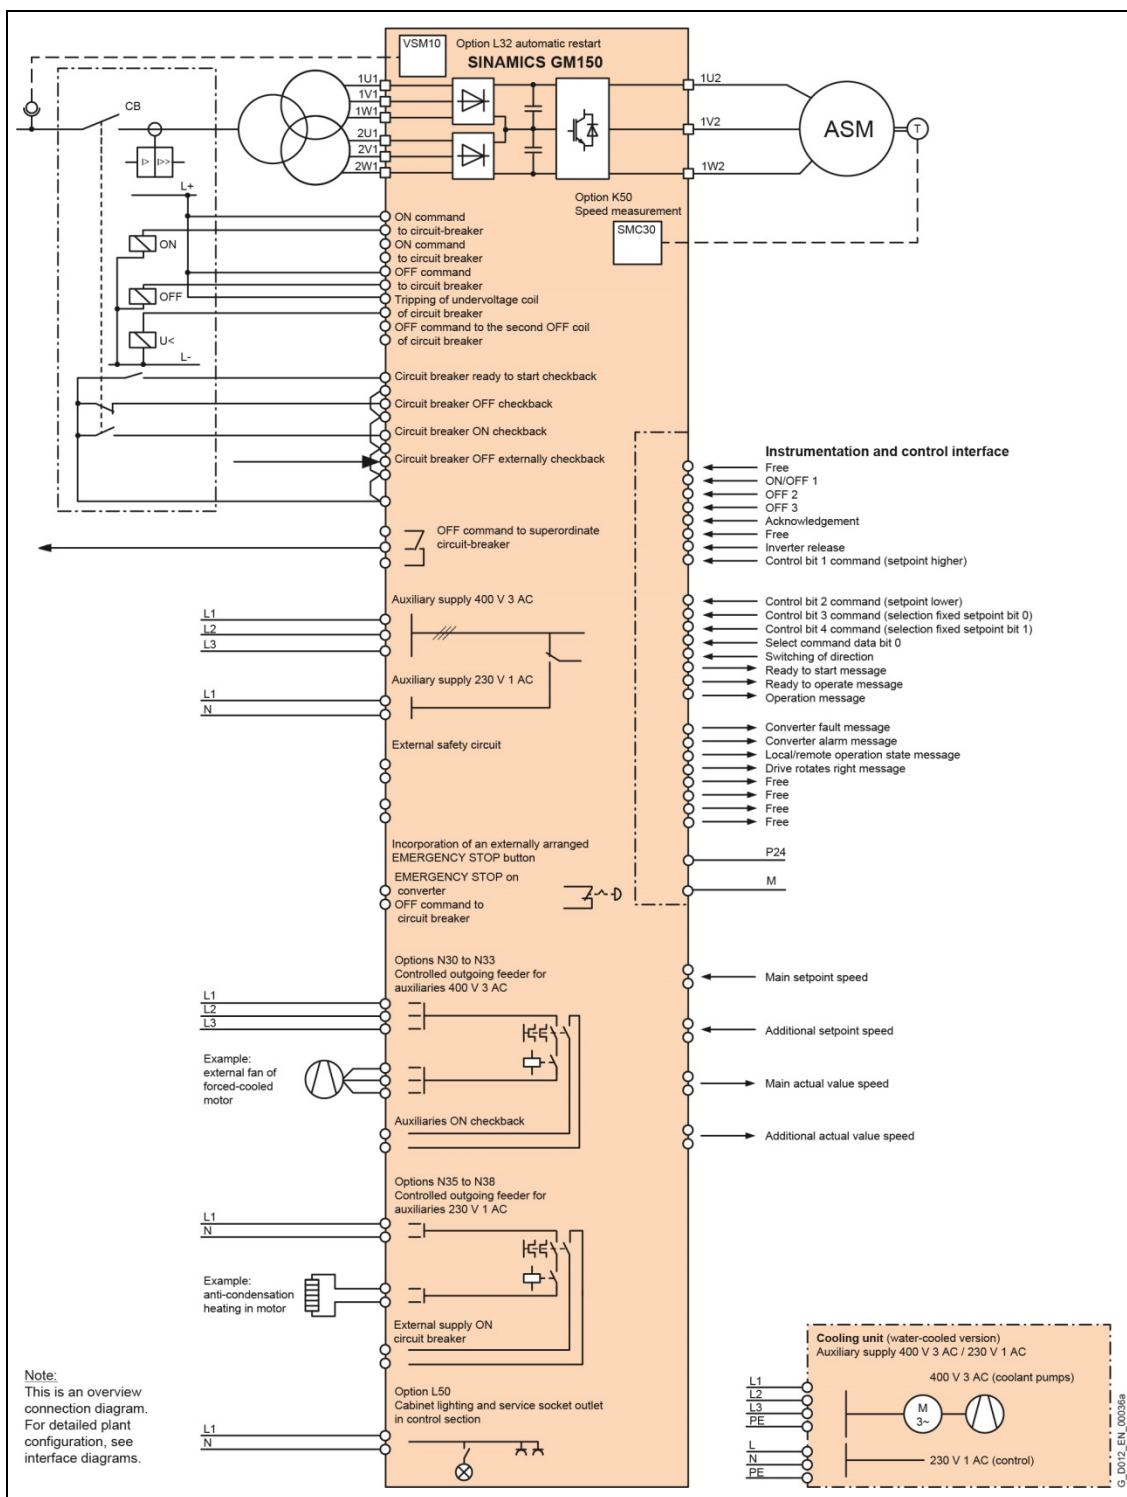 VSM10
Option L32 automatic restart
SINAMICS GM150
CB
I>
I>>
1U1
1V1
1W1
2U1
2V1
2W1
1U2
1V2
1W2
ASM
T
Option K50
Speed measurement
SMC30
L+
ON
OFF
U<
L-
ON command
to circuit-breaker
ON command
to circuit breaker
OFF command
to circuit breaker
Tripping of undervoltage coil
of circuit breaker
OFF command to the second OFF coil
of circuit breaker
Circuit breaker ready to start checkback
Circuit breaker OFF checkback
Circuit breaker ON checkback
Circuit breaker OFF externally checkback
OFF command to superordinate
circuit-breaker
Auxiliary supply 400 V 3 AC
L1
L2
L3
Auxiliary supply 230 V 1 AC
L1
N
External safety circuit
Incorporation of an externally arranged
EMERGENCY STOP button
EMERGENCY STOP on
converter
OFF command to
circuit breaker
Instrumentation and control interface
Free
ON/OFF 1
OFF 2
OFF 3
Acknowledgement
Free
Inverter release
Control bit 1 command (setpoint higher)
Control bit 2 command (setpoint lower)
Control bit 3 command (selection fixed setpoint bit 0)
Control bit 4 command (selection fixed setpoint bit 1)
Select command data bit 0
Switching of direction
Ready to start message
Ready to operate message
Operation message
Converter fault message
Converter alarm message
Local/remote operation state message
Drive rotates right message
Free
Free
Free
Free
P24
M
Main setpoint speed
Additional setpoint speed
Main actual value speed
Additional actual value speed
Options N30 to N33
Controlled outgoing feeder for
auxiliaries 400 V 3 AC
L1
L2
L3
Example:
external fan of
forced-cooled
motor
Auxiliaries ON checkback
Options N35 to N38
Controlled outgoing feeder for
auxiliaries 230 V 1 AC
L1
N
Example:
anti-condensation
heating in motor
External supply ON
circuit breaker
Option L50
Cabinet lighting and service socket outlet
in control section
L1
N
Note:
This is an overview
connection diagram.
For detailed plant
configuration, see
interface diagrams.
Cooling unit (water-cooled version)
Auxiliary supply 400 V 3 AC / 230 V 1 AC
400 V 3 AC (coolant pumps)
L1
L2
L3
PE
M
3~
L
N
PE
230 V 1 AC (control)
G_D012_EN_00036a